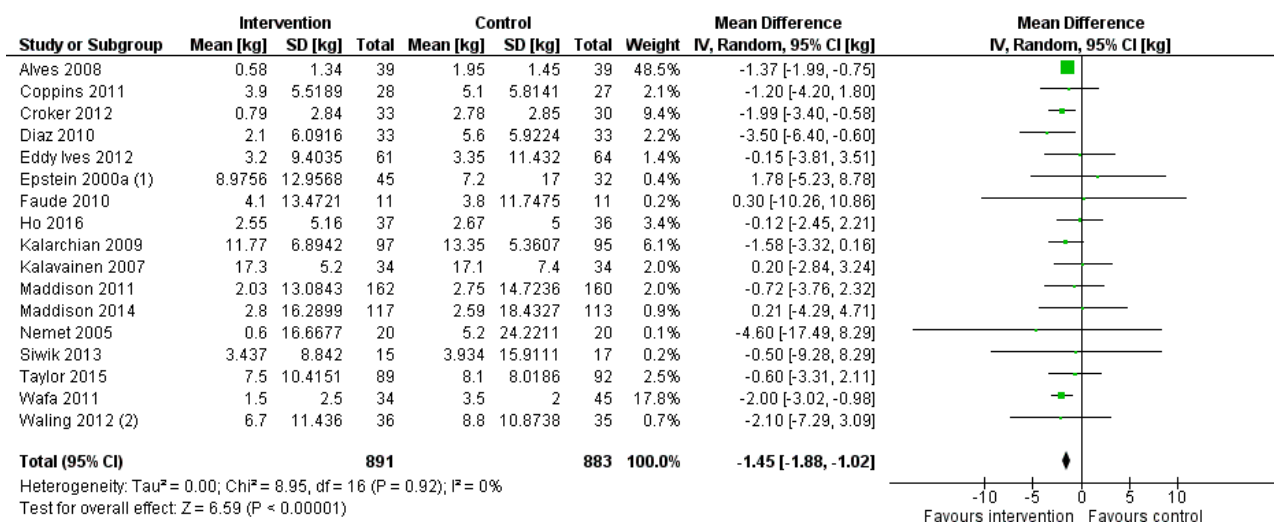 Intervention Control Mean Difference Mean Difference
Study or Subgroup Mean [kg] SD [kg] Total Mean [kg] SD [kg] Total Weight IV, Random, 95% CI [kg] IV, Random, 95% CI [kg]
Alves 2008 0.58 1.34 39 1.95 1.45 39 48.5% -1.37 [-1.99, -0.75]
Coppins 2011 3.9 5.5189 28 5.1 5.8141 27 2.1% -1.20 [-4.20, 1.80]
Croker 2012 0.79 2.84 33 2.78 2.85 30 9.4% -1.99 [-3.40, -0.58]
Diaz 2010 2.1 6.0916 33 5.6 5.9224 33 2.2% -3.50 [-6.40, -0.60]
Eddy Ives 2012 3.2 9.4035 61 3.35 11.432 64 1.4% -0.15 [-3.81, 3.51]
Epstein 2000a (1) 8.9756 12.9568 45 7.2 17 32 0.4% 1.78 [-5.23, 8.78]
Faude 2010 4.1 13.4721 11 3.8 11.7475 11 0.2% 0.30 [-10.26, 10.86]
Ho 2016 2.55 5.16 37 2.67 5 36 3.4% -0.12 [-2.45, 2.21]
Kalarchian 2009 11.77 6.8942 97 13.35 5.3607 95 6.1% -1.58 [-3.32, 0.16]
Kalavainen 2007 17.3 5.2 34 17.1 7.4 34 2.0% 0.20 [-2.84, 3.24]
Maddison 2011 2.03 13.0843 162 2.75 14.7236 160 2.0% -0.72 [-3.76, 2.32]
Maddison 2014 2.8 16.2899 117 2.59 18.4327 113 0.9% 0.21 [-4.29, 4.71]
Nemet 2005 0.6 16.6677 20 5.2 24.2211 20 0.1% -4.60 [-17.49, 8.29]
Siwik 2013 3.437 8.842 15 3.934 15.9111 17 0.2% -0.50 [-9.28, 8.29]
Taylor 2015 7.5 10.4151 89 8.1 8.0186 92 2.5% -0.60 [-3.31, 2.11]
Wafa 2011 1.5 2.5 34 3.5 2 45 17.8% -2.00 [-3.02, -0.98]
Waling 2012 (2) 6.7 11.436 36 8.8 10.8738 35 0.7% -2.10 [-7.29, 3.09]
Total (95% CI) 891 883 100.0% -1.45 [-1.88, -1.02]
Heterogeneity: Tau² = 0.00; Chi² = 8.95, df = 16 (P = 0.92); I² = 0%
Test for overall effect: Z = 6.59 (P < 0.00001)
-10 -5 0 5 10
Favours intervention Favours control